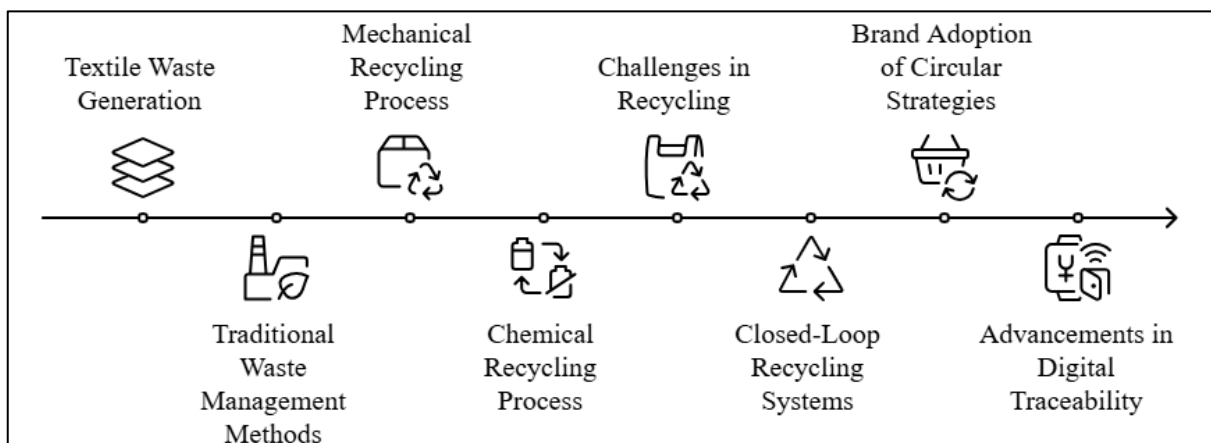 Textile Waste
Generation
Traditional
Waste
Management
Methods
Mechanical
Recycling
Process
Chemical
Recycling
Process
Challenges in
Recycling
Closed-Loop
Recycling
Systems
Brand Adoption
of Circular
Strategies
Advancements in
Digital
Traceability